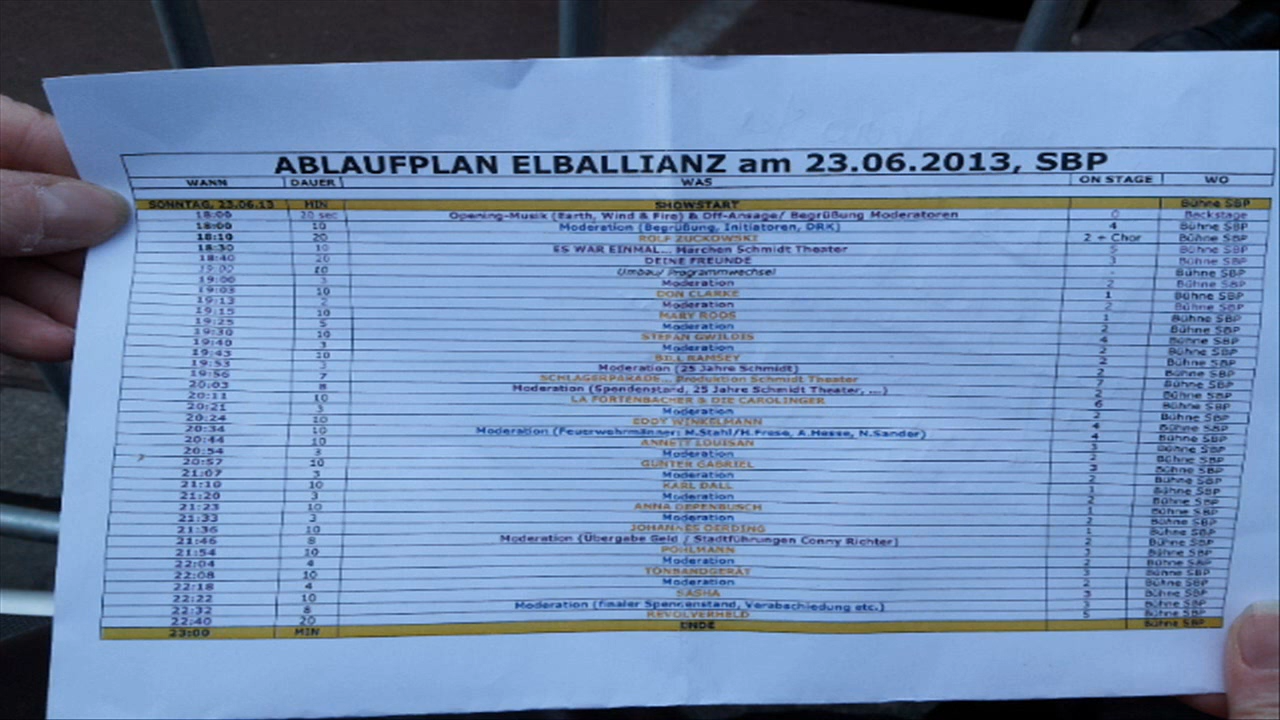 ABLAUFPLAN ELBALLIANZ am 23.06.2013, SBP
WANN DAUER WAS ON STAGE WO
SONNTAG, 23.06.13 MIN SHOWSTART Bühne SBP
18:00 20 sec Opening-Musik (Earth, Wind & Fire) & Off-Ansage/ Begrüßung Moderatoren 0 Backstage
18:00 10 Moderation (Begrüßung, Initiatoren, DRK) 4 Bühne SBP
18:10 20 ROLF ZUCKOWSKI 2 + Chor Bühne SBP
18:30 10 ES WAR EINMAL... Märchen Schmidt Theater 5 Bühne SBP
18:40 20 DEINE FREUNDE 3 Bühne SBP
19:00 10 Umbau/ Programmwechsel - Bühne SBP
19:00 3 Moderation 2 Bühne SBP
19:03 10 DON CLARKE 1 Bühne SBP
19:13 2 Moderation 2 Bühne SBP
19:15 10 MARY ROOS 1 Bühne SBP
19:25 5 Moderation 2 Bühne SBP
19:30 10 STEFAN GWILDIS 4 Bühne SBP
19:40 3 Moderation 2 Bühne SBP
19:43 10 BILL RAMSEY 2 Bühne SBP
19:53 3 Moderation (25 Jahre Schmidt) 2 Bühne SBP
19:56 7 SCHLAGERPARADE... Produktion Schmidt Theater 7 Bühne SBP
20:03 8 Moderation (Spendenstand, 25 Jahre Schmidt Theater, ...) 2 Bühne SBP
20:11 10 LA FORTENBACHER & DIE CAROLINGER 6 Bühne SBP
20:21 3 Moderation 2 Bühne SBP
20:24 10 EDDY WINKELMANN 4 Bühne SBP
20:34 10 Moderation (Feuerwehrmänner: M.Stahl/H.Frese, A.Hesse, N.Sander) 4 Bühne SBP
20:44 10 ANNETT LOUISAN 3 Bühne SBP
20:54 3 Moderation 2 Bühne SBP
20:57 10 GUNTER GABRIEL 3 Bühne SBP
21:07 3 Moderation 2 Bühne SBP
21:10 10 KARL DALL 1 Bühne SBP
21:20 3 Moderation 2 Bühne SBP
21:23 10 ANNA DEPENBUSCH 1 Bühne SBP
21:33 3 Moderation 2 Bühne SBP
21:36 10 JOHANNES OERDING 1 Bühne SBP
21:46 8 Moderation (Übergabe Geld / Stadtführungen Conny Richter) 2 Bühne SBP
21:54 10 POHLMANN 3 Bühne SBP
22:04 4 Moderation 2 Bühne SBP
22:08 10 TONBANDGERÄT 3 Bühne SBP
22:18 4 Moderation 2 Bühne SBP
22:22 10 SASHA 3 Bühne SBP
22:32 8 Moderation (finaler Spendenstand, Verabschiedung etc.) 3 Bühne SBP
22:40 20 REVOLVERHELD 5 Bühne SBP
23:00 MIN ENDE Bühne SBP